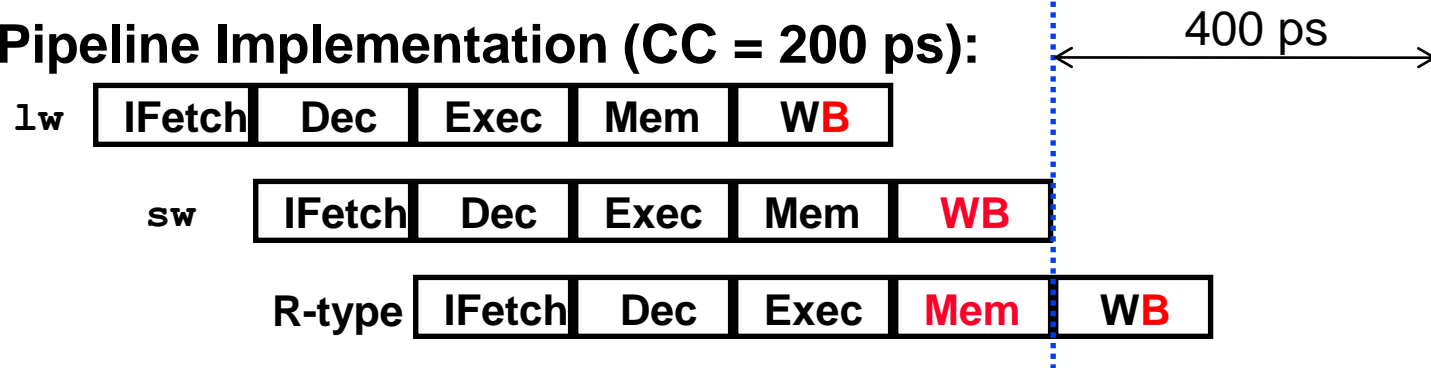 Pipeline Implementation (CC = 200 ps):
400 ps
lw IFetch Dec Exec Mem WB
sw IFetch Dec Exec Mem WB
R-type IFetch Dec Exec Mem WB